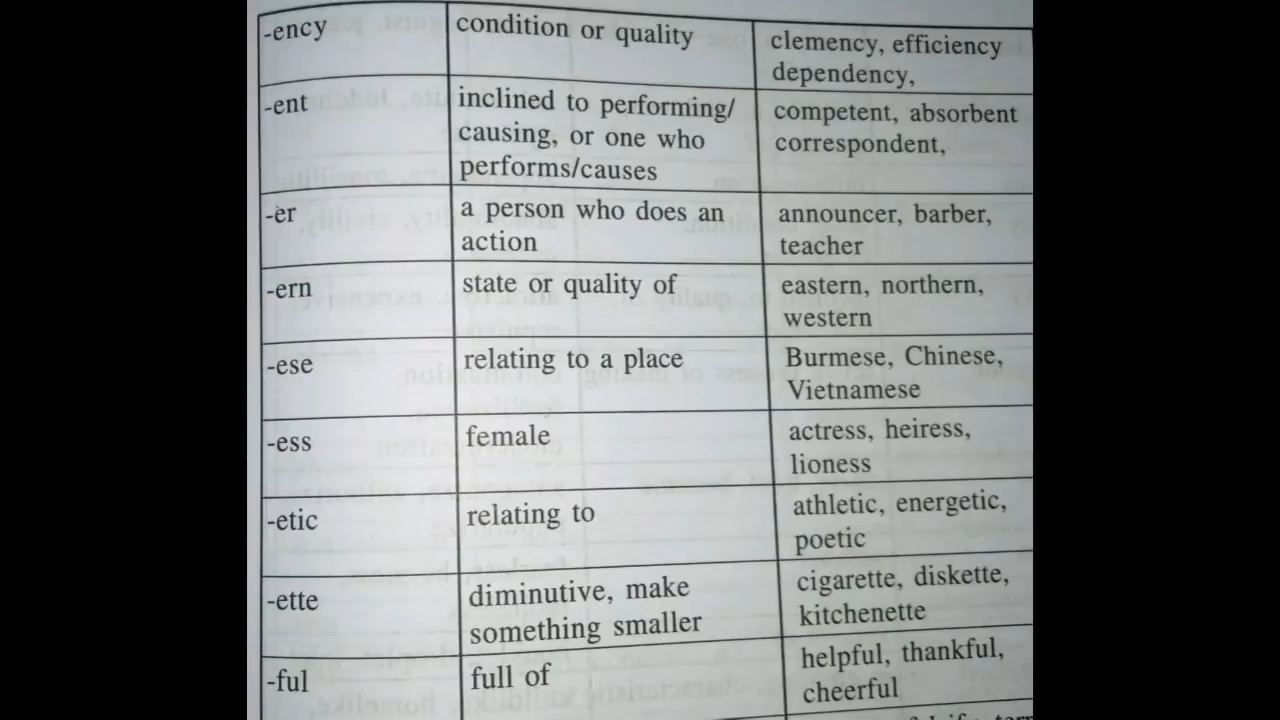 -ency condition or quality clemency, efficiency
dependency,
-ent inclined to performing/ competent, absorbent
causing, or one who correspondent,
performs/causes
-er a person who does an announcer, barber,
action teacher
-ern state or quality of eastern, northern,
western
-ese relating to a place Burmese, Chinese,
Vietnamese
-ess female actress, heiress,
lioness
-etic relating to athletic, energetic,
poetic
-ette diminutive, make cigarette, diskette,
something smaller kitchenette
-ful full of helpful, thankful,
cheerful